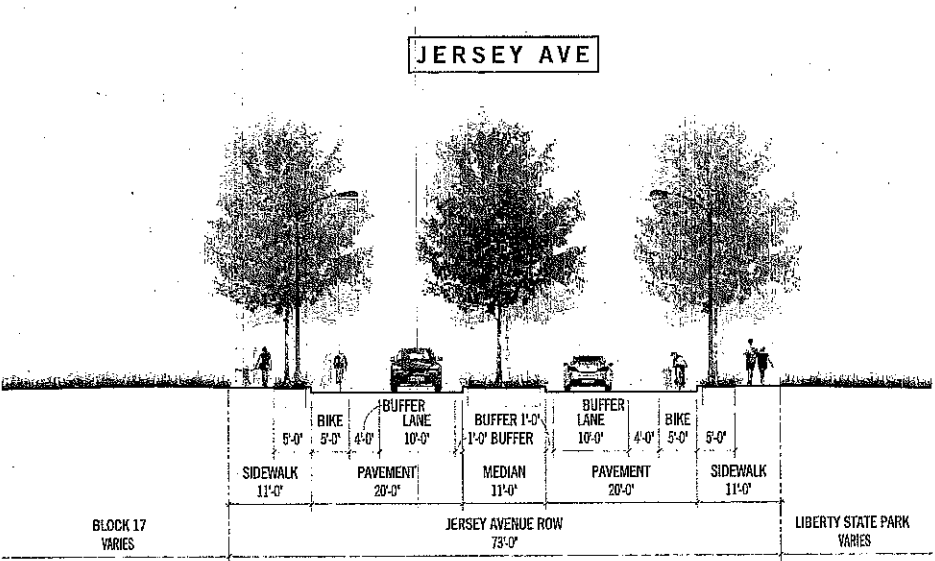 JERSEY AVE
BUFFER
BUFFER
BIKE
LANE
BUFFER 1'-0"
LANE
BIKE
5'-0"
5'-0"
4'-0"
10'-0"
1'-0" BUFFER
10'-0"
4'-0"
5'-0"
5'-0"
SIDEWALK
PAVEMENT
MEDIAN
PAVEMENT
SIDEWALK
11'-0"
20'-0"
11'-0"
20'-0"
11'-0"
BLOCK 17
JERSEY AVENUE ROW
LIBERTY STATE PARK
VARIES
73'-0"
VARIES